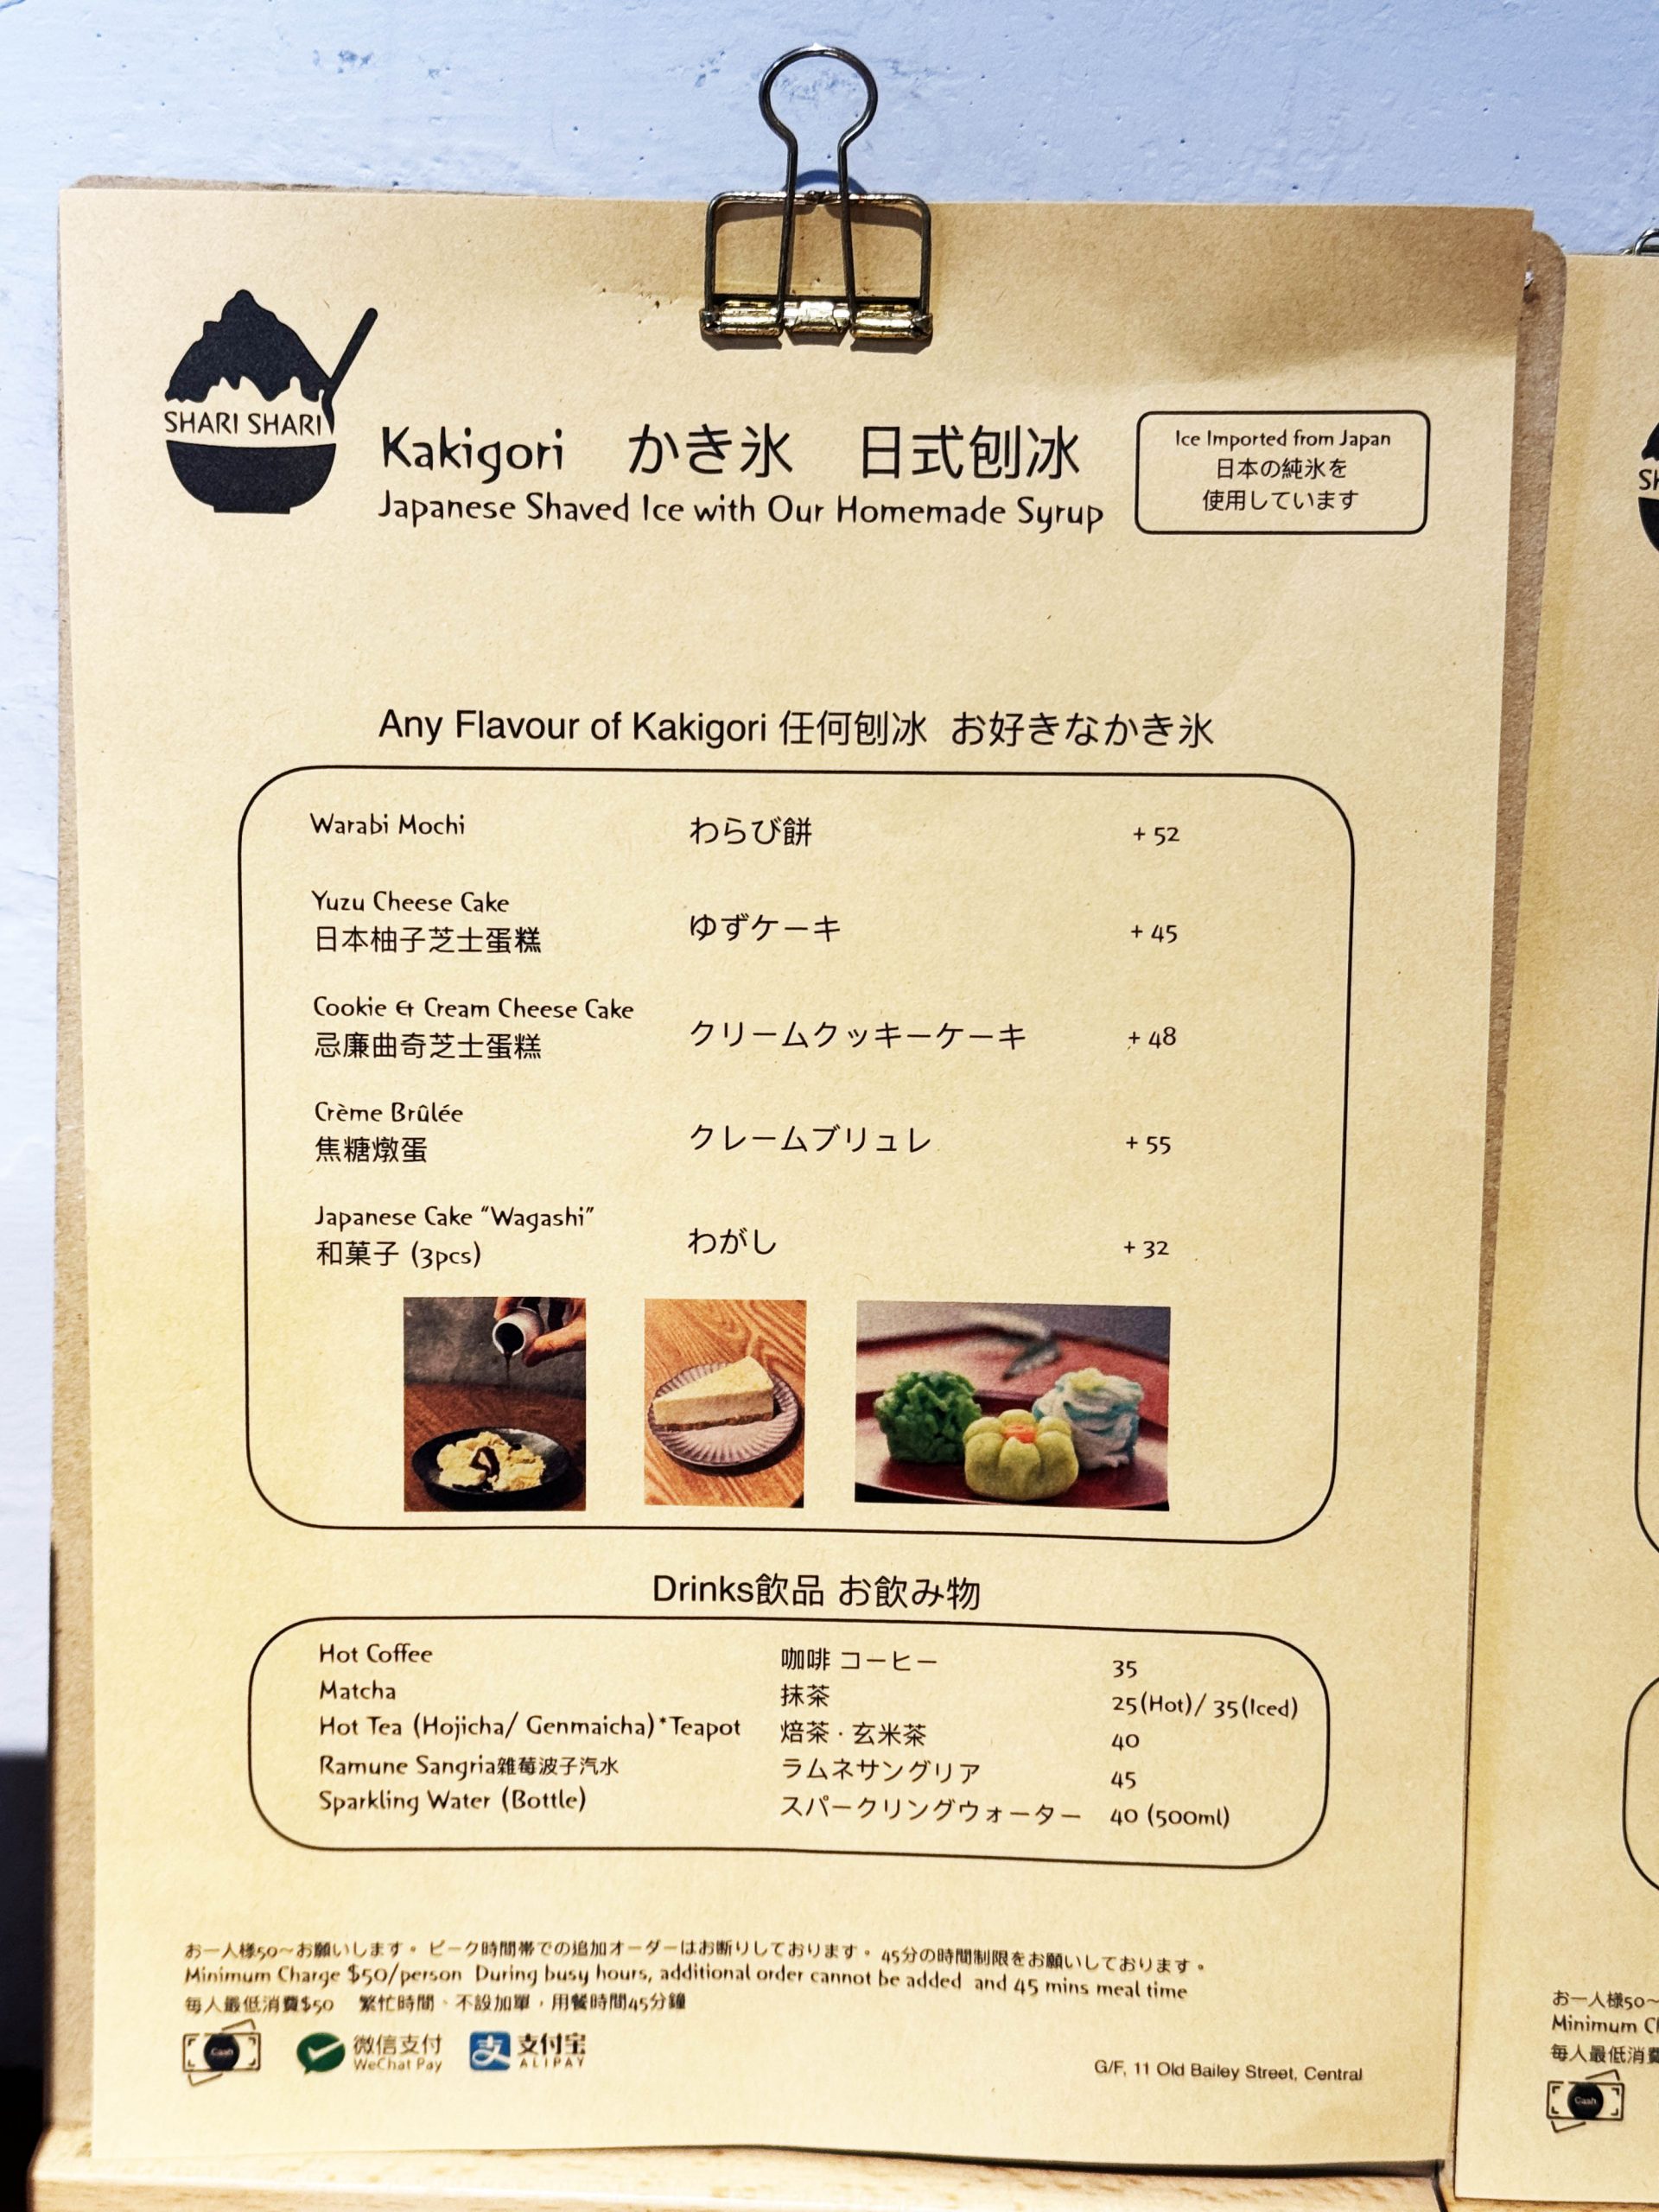 SHARI SHARI
Kakigori かき氷 日式刨冰
Japanese Shaved Ice with Our Homemade Syrup
Ice Imported from Japan
日本の純氷を
使用しています
Any Flavour of Kakigori 任何刨冰 お好きなかき氷
Warabi Mochi わらび餅 + 52
Yuzu Cheese Cake
日本柚子芝士蛋糕 ゆずケーキ + 45
Cookie & Cream Cheese Cake
忌廉曲奇芝士蛋糕 クリームクッキーケーキ + 48
Crème Brûlée
焦糖燉蛋 クレームブリュレ + 55
Japanese Cake “Wagashi”
和菓子 (3pcs) わがし + 32
Drinks飲品 お飲み物
Hot Coffee 咖啡 コーヒー 35
Matcha 抹茶 25(Hot)/ 35(Iced)
Hot Tea (Hojicha/ Genmaicha)*Teapot 焙茶 · 玄米茶 40
Ramune Sangria雜莓波子汽水 ラムネサングリア 45
Sparkling Water (Bottle) スパークリングウォーター 40 (500ml)
お一人様50〜お願いします。 ピーク時間帯での追加オーダーはお断りしております。 45分の時間制限をお願いしております。
Minimum Charge $50/person During busy hours, additional order cannot be added and 45 mins meal time
每人最低消費$50 繁忙時間、不設加單，用餐時間45分鐘
Cash 微信支付 支付宝
WeChat Pay ALIPAY
G/F, 11 Old Bailey Street, Central
お一人様50〜
Minimum C
每人最低消費
Cash